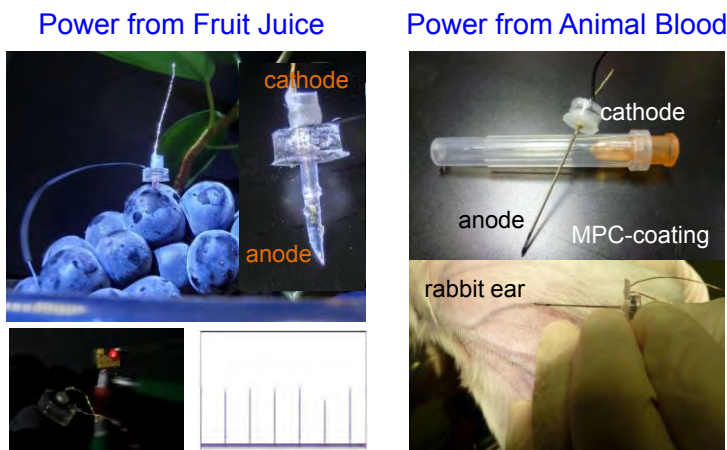 Power from Fruit Juice
Power from Animal Blood
cathode
anode
cathode
anode
MPC-coating
rabbit ear